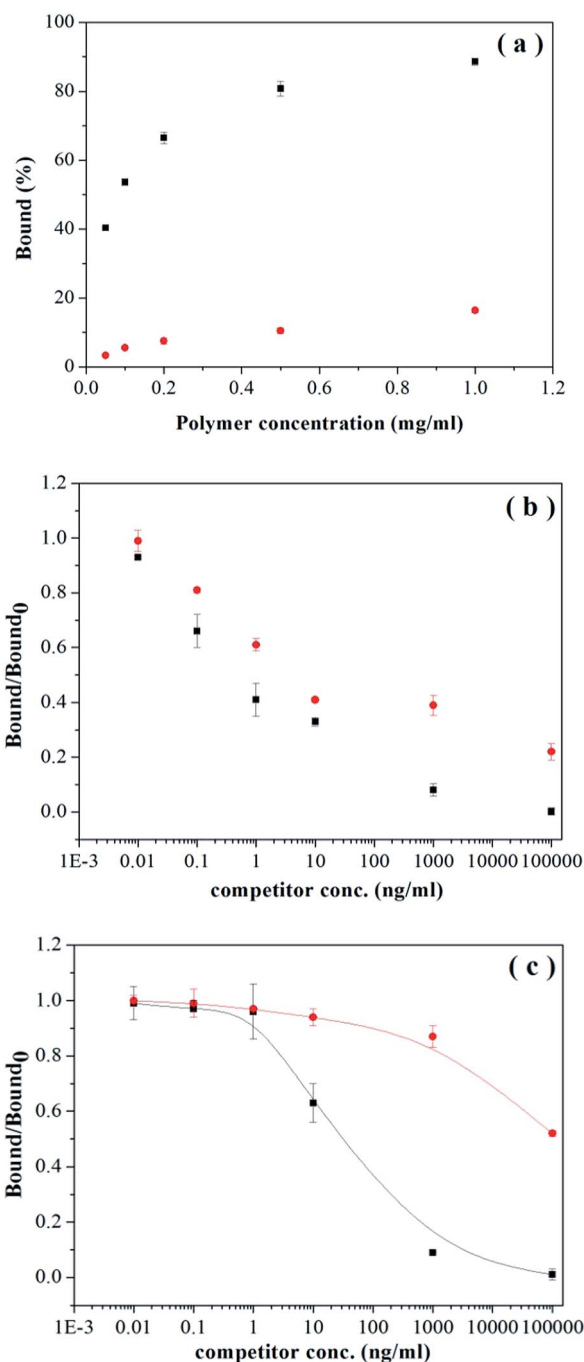 ( a )
100
80
60
40
20
0
Bound (%)
0.0 0.2 0.4 0.6 0.8 1.0 1.2
Polymer concentration (mg/ml)
( b )
1.2
1.0
0.8
0.6
0.4
0.2
0.0
Bound/Bound0
1E-3 0.01 0.1 1 10 100 1000 10000 100000
competitor conc. (ng/ml)
( c )
1.2
1.0
0.8
0.6
0.4
0.2
0.0
Bound/Bound0
1E-3 0.01 0.1 1 10 100 1000 10000 100000
competitor conc. (ng/ml)